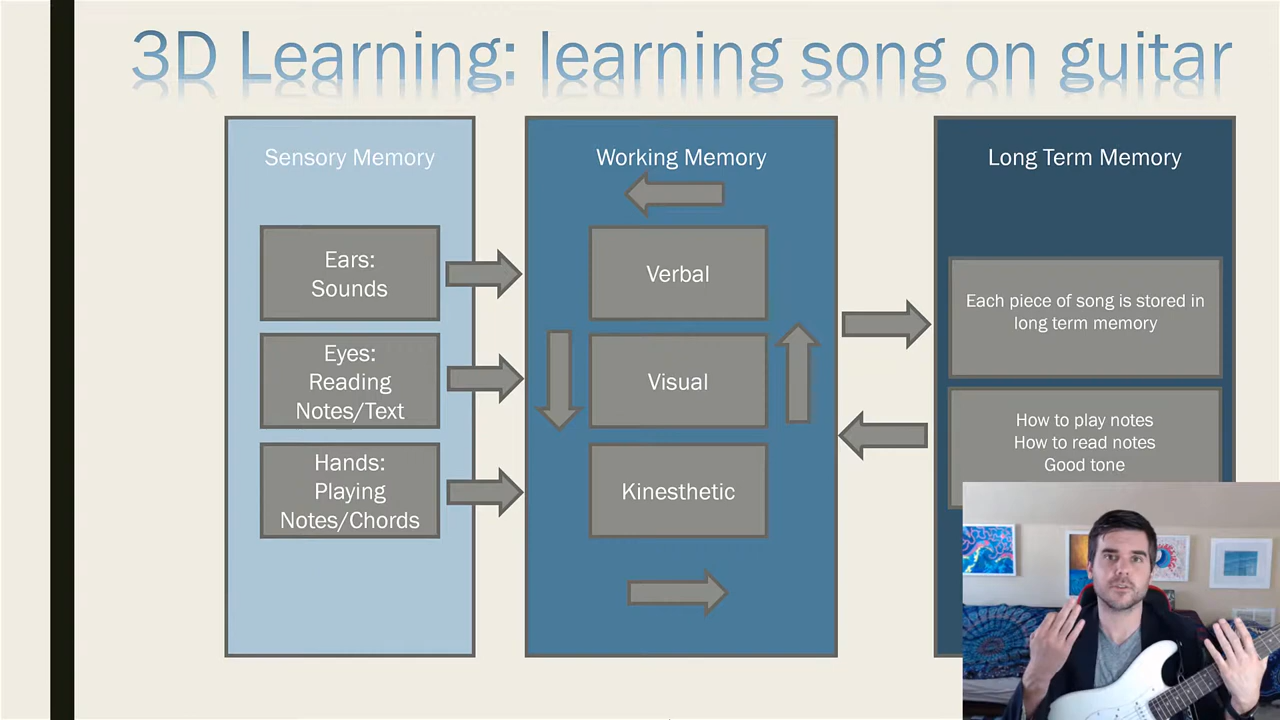 3D Learning: learning song on guitar
Sensory Memory
Ears:
Sounds
Eyes:
Reading
Notes/Text
Hands:
Playing
Notes/Chords
Working Memory
Verbal
Visual
Kinesthetic
Long Term Memory
Each piece of song is stored in
long term memory
How to play notes
How to read notes
Good tone